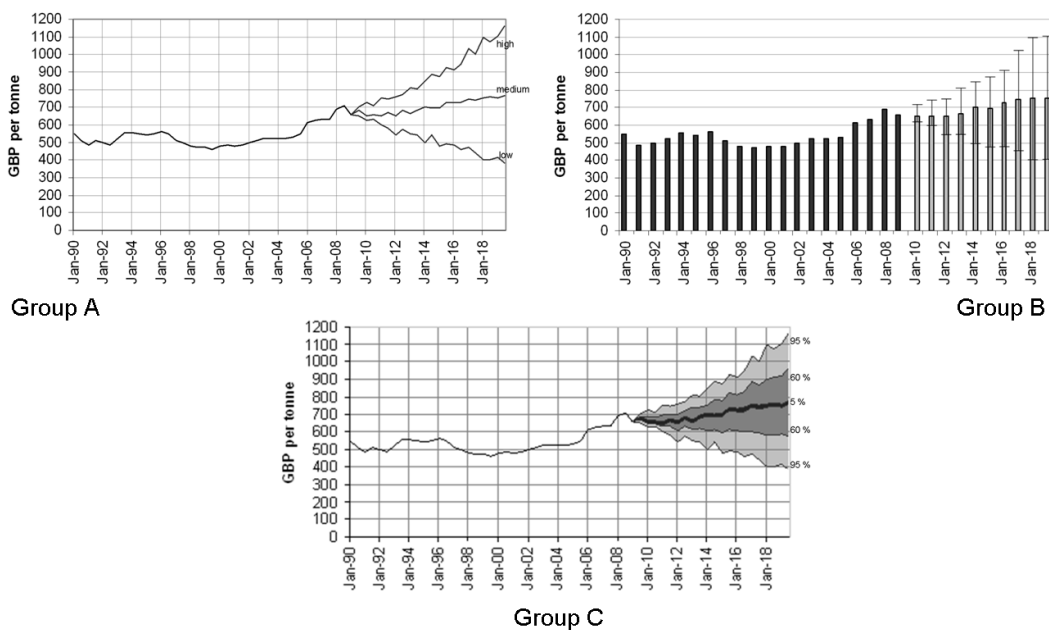 1200
1100
1000
900
800
700
600
500
400
300
200
100
0
GBP per tonne
high
medium
low
Jan-90
Jan-92
Jan-94
Jan-96
Jan-98
Jan-00
Jan-02
Jan-04
Jan-06
Jan-08
Jan-10
Jan-12
Jan-14
Jan-16
Jan-18
Group A
1200
1100
1000
900
800
700
600
500
400
300
200
100
0
GBP per tonne
Jan-90
Jan-92
Jan-94
Jan-96
Jan-98
Jan-00
Jan-02
Jan-04
Jan-06
Jan-08
Jan-10
Jan-12
Jan-14
Jan-16
Jan-18
Group B
1200
1100
1000
900
800
700
600
500
400
300
200
100
0
GBP per tonne
95 %
60 %
5 %
60 %
95 %
Jan-90
Jan-92
Jan-94
Jan-96
Jan-98
Jan-00
Jan-02
Jan-04
Jan-06
Jan-08
Jan-10
Jan-12
Jan-14
Jan-16
Jan-18
Group C